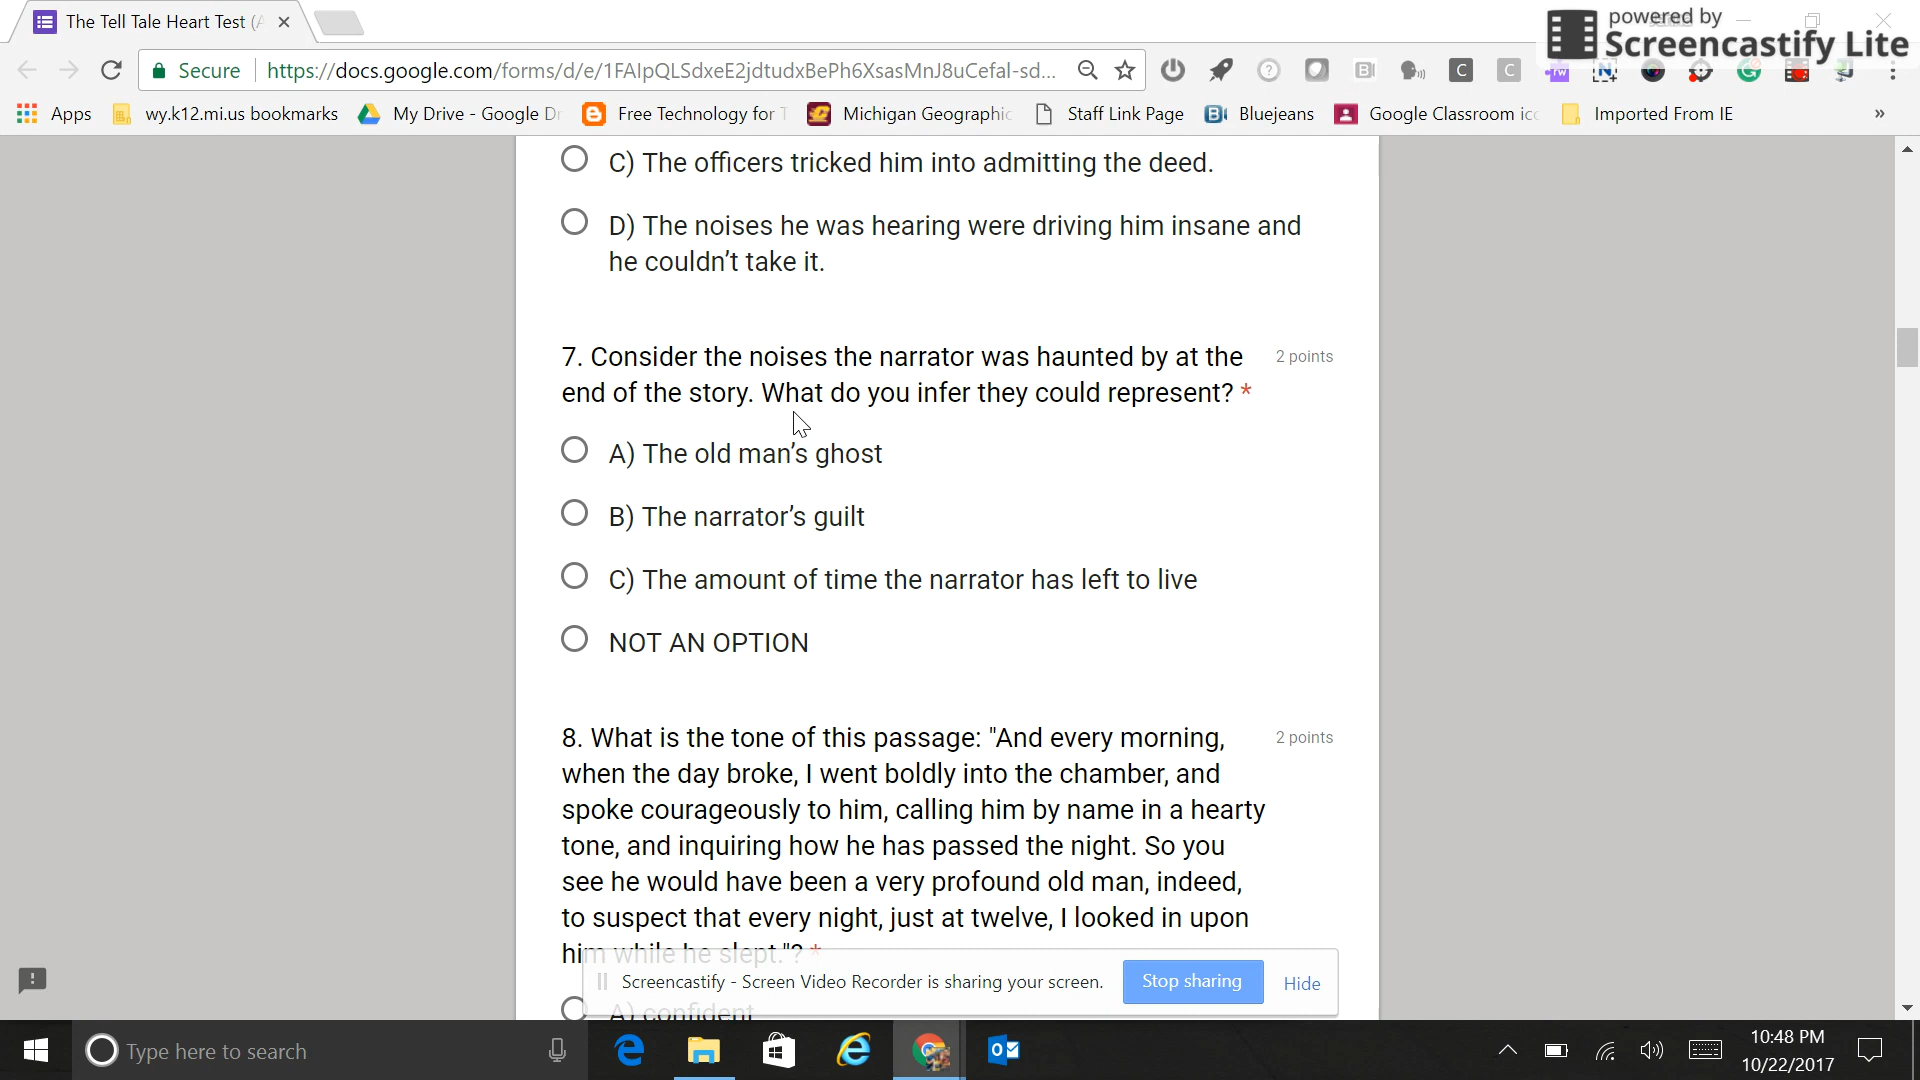 The Tell Tale Heart Test (A
powered by
Screencastify Lite
Secure
https://docs.google.com/forms/d/e/1FAIpQLSdxeE2jdtudxBePh6XsasMnJ8uCefal-sd...
Apps
wy.k12.mi.us bookmarks
My Drive - Google Dr
Free Technology for T
Michigan Geographic
Staff Link Page
Bluejeans
Google Classroom icc
Imported From IE
»
C) The officers tricked him into admitting the deed.
D) The noises he was hearing were driving him insane and
he couldn't take it.
7. Consider the noises the narrator was haunted by at the
2 points
end of the story. What do you infer they could represent? *
A) The old man's ghost
B) The narrator's guilt
C) The amount of time the narrator has left to live
NOT AN OPTION
8. What is the tone of this passage: "And every morning,
2 points
when the day broke, I went boldly into the chamber, and
spoke courageously to him, calling him by name in a hearty
tone, and inquiring how he has passed the night. So you
see he would have been a very profound old man, indeed,
to suspect that every night, just at twelve, I looked in upon
him while he slept."? *
Screencastify - Screen Video Recorder is sharing your screen.
Stop sharing
Hide
A) confident
Type here to search
10:48 PM
10/22/2017